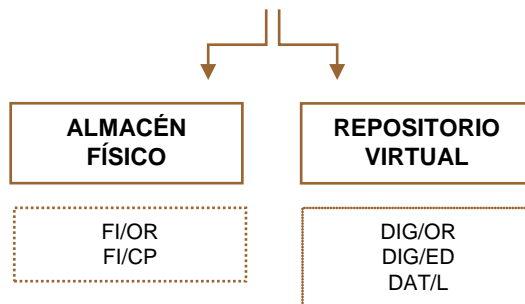 ALMACÉN
FÍSICO
REPOSITORIO
VIRTUAL
FI/OR
FI/CP
DIG/OR
DIG/ED
DAT/L